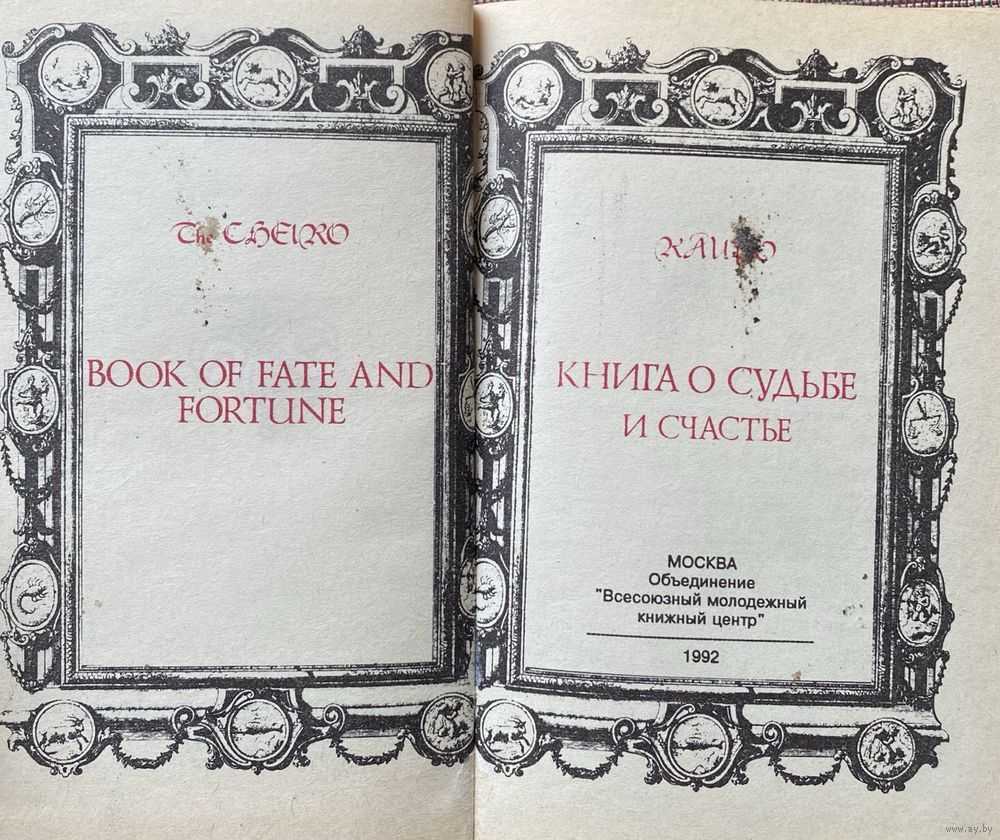 The CHEIRO
BOOK OF FATE AND
FORTUNE
КНИГА О СУДЬБЕ
И СЧАСТЬЕ
МОСКВА
Объединение
"Всесоюзный молодежный
книжный центр"
1992
www.ay.by